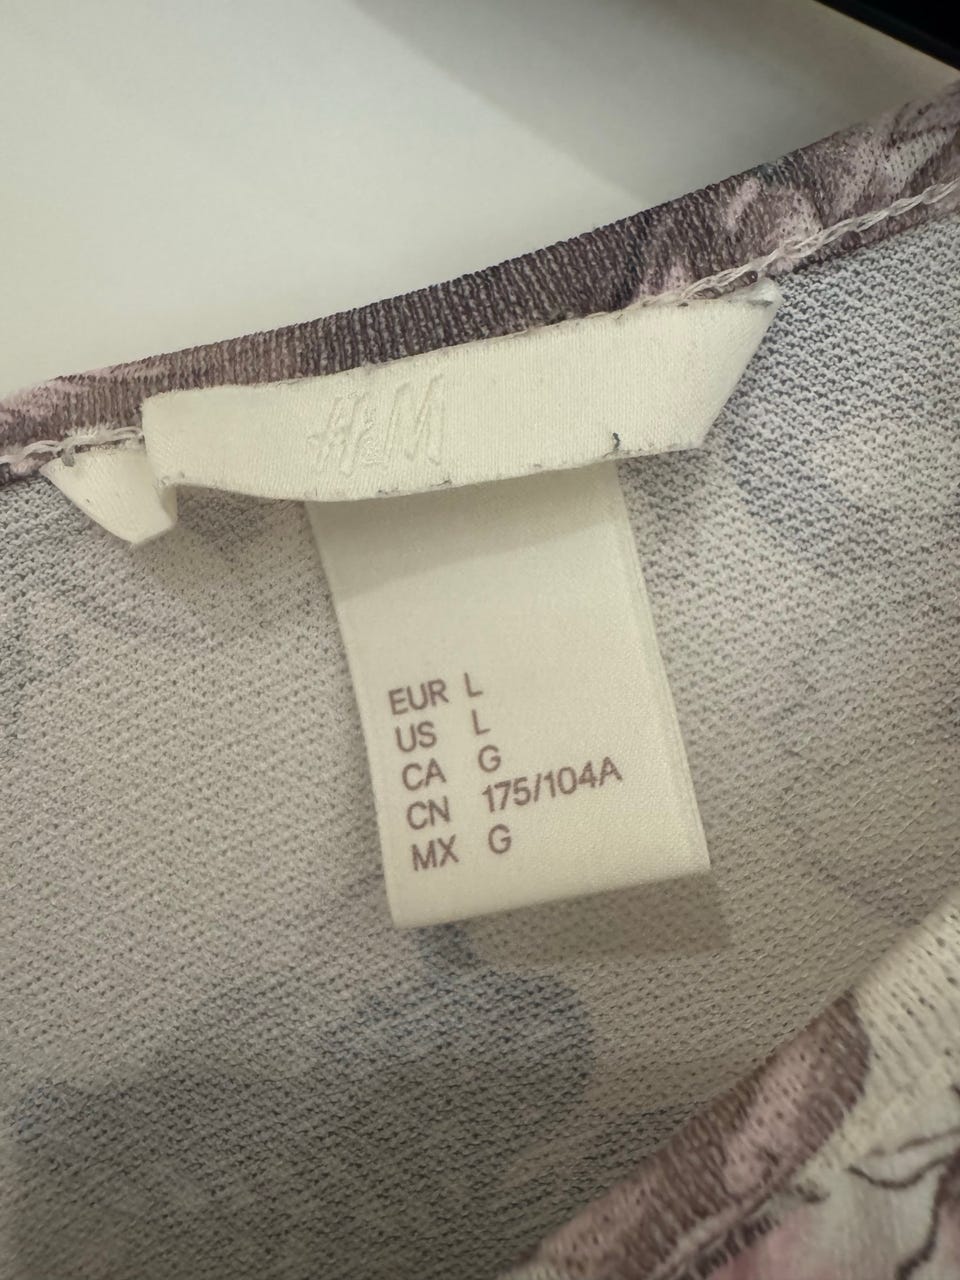 H&M
EUR L
US L
CA G
CN 175/104A
MX G